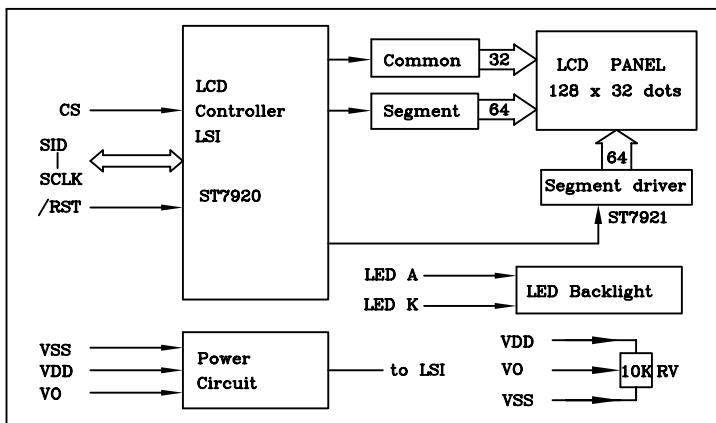 LCD
Controller
LSI
ST7920
CS
SID
SCLK
/RST
Common
32
Segment
64
LCD PANEL
128 x 32 dots
64
Segment driver
ST7921
LED A
LED K
LED Backlight
VSS
VDD
VO
Power
Circuit
to LSI
VDD
VO
VSS
10K RV